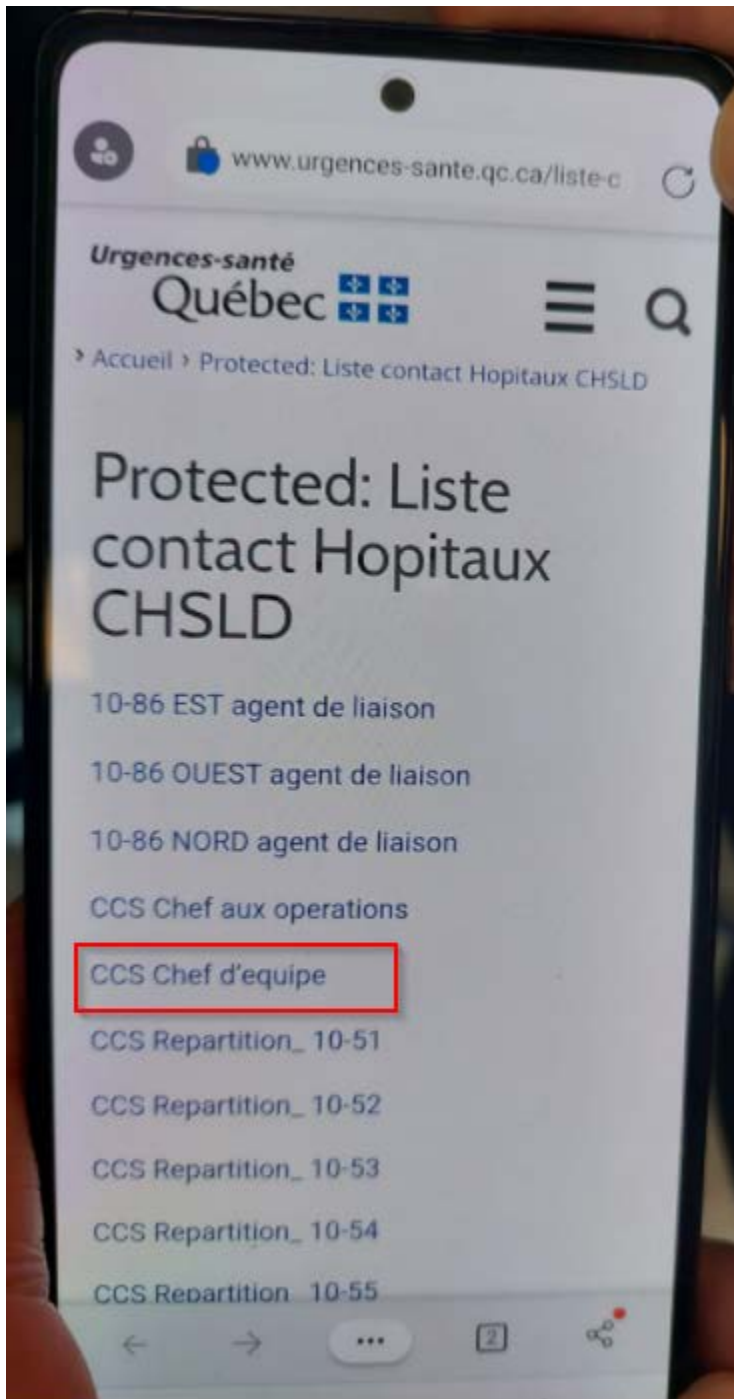 www.urgences-sante.qc.ca/liste-c
Urgences-santé
Québec
› Accueil › Protected: Liste contact Hopitaux CHSLD
Protected: Liste
contact Hopitaux
CHSLD
10-86 EST agent de liaison
10-86 OUEST agent de liaison
10-86 NORD agent de liaison
CCS Chef aux operations
CCS Chef d'equipe
CCS Repartition_ 10-51
CCS Repartition_ 10-52
CCS Repartition_ 10-53
CCS Repartition_ 10-54
CCS Repartition_ 10-55
2